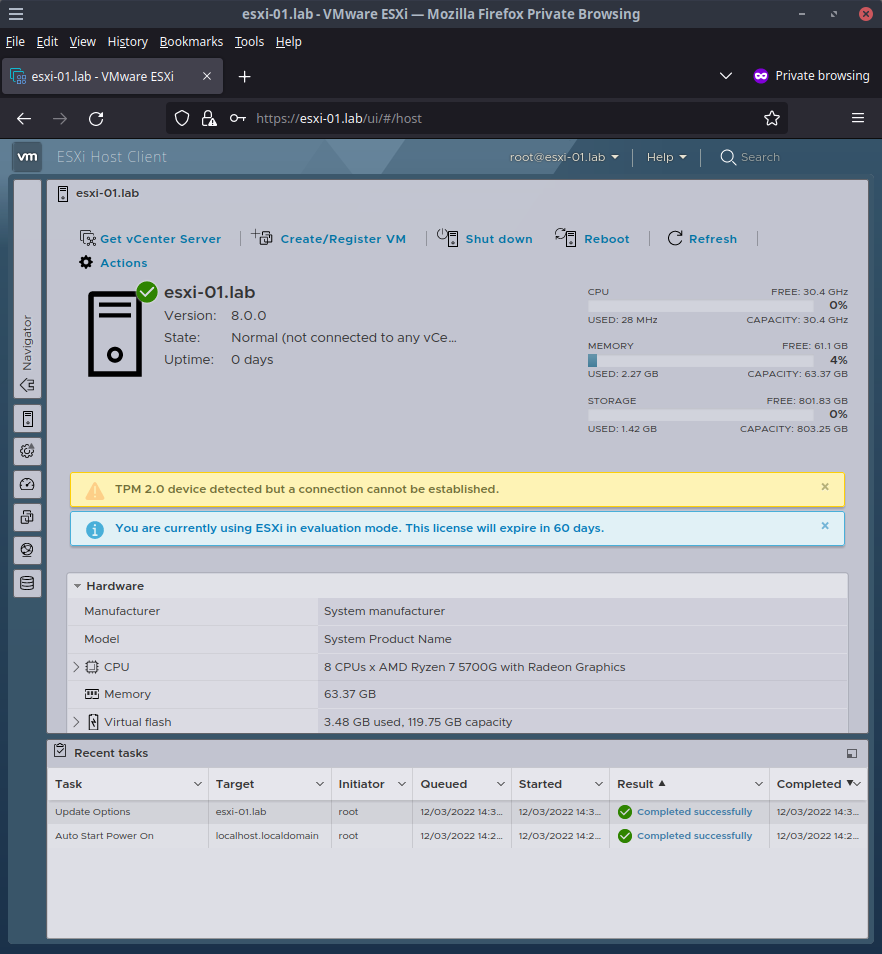 esxi-01.lab - VMware ESXi — Mozilla Firefox Private Browsing
File Edit View History Bookmarks Tools Help
esxi-01.lab - VMware ESXi
Private browsing
https://esxi-01.lab/ui/#/host
vm ESXi Host Client root@esxi-01.lab Help Search
esxi-01.lab
Navigator
Get vCenter Server Create/Register VM Shut down Reboot Refresh
Actions
esxi-01.lab
Version: 8.0.0
State: Normal (not connected to any vCe...
Uptime: 0 days
CPU FREE: 30.4 GHz
0%
USED: 28 MHz CAPACITY: 30.4 GHz
MEMORY FREE: 61.1 GB
4%
USED: 2.27 GB CAPACITY: 63.37 GB
STORAGE FREE: 801.83 GB
0%
USED: 1.42 GB CAPACITY: 803.25 GB
TPM 2.0 device detected but a connection cannot be established.
You are currently using ESXi in evaluation mode. This license will expire in 60 days.
Hardware
Manufacturer System manufacturer
Model System Product Name
CPU 8 CPUs x AMD Ryzen 7 5700G with Radeon Graphics
Memory 63.37 GB
Virtual flash 3.48 GB used, 119.75 GB capacity
Recent tasks
Task Target Initiator Queued Started Result Completed
Update Options esxi-01.lab root 12/03/2022 14:3... 12/03/2022 14:3... Completed successfully 12/03/2022 14:3...
Auto Start Power On localhost.localdomain root 12/03/2022 14:2... 12/03/2022 14:2... Completed successfully 12/03/2022 14:2...